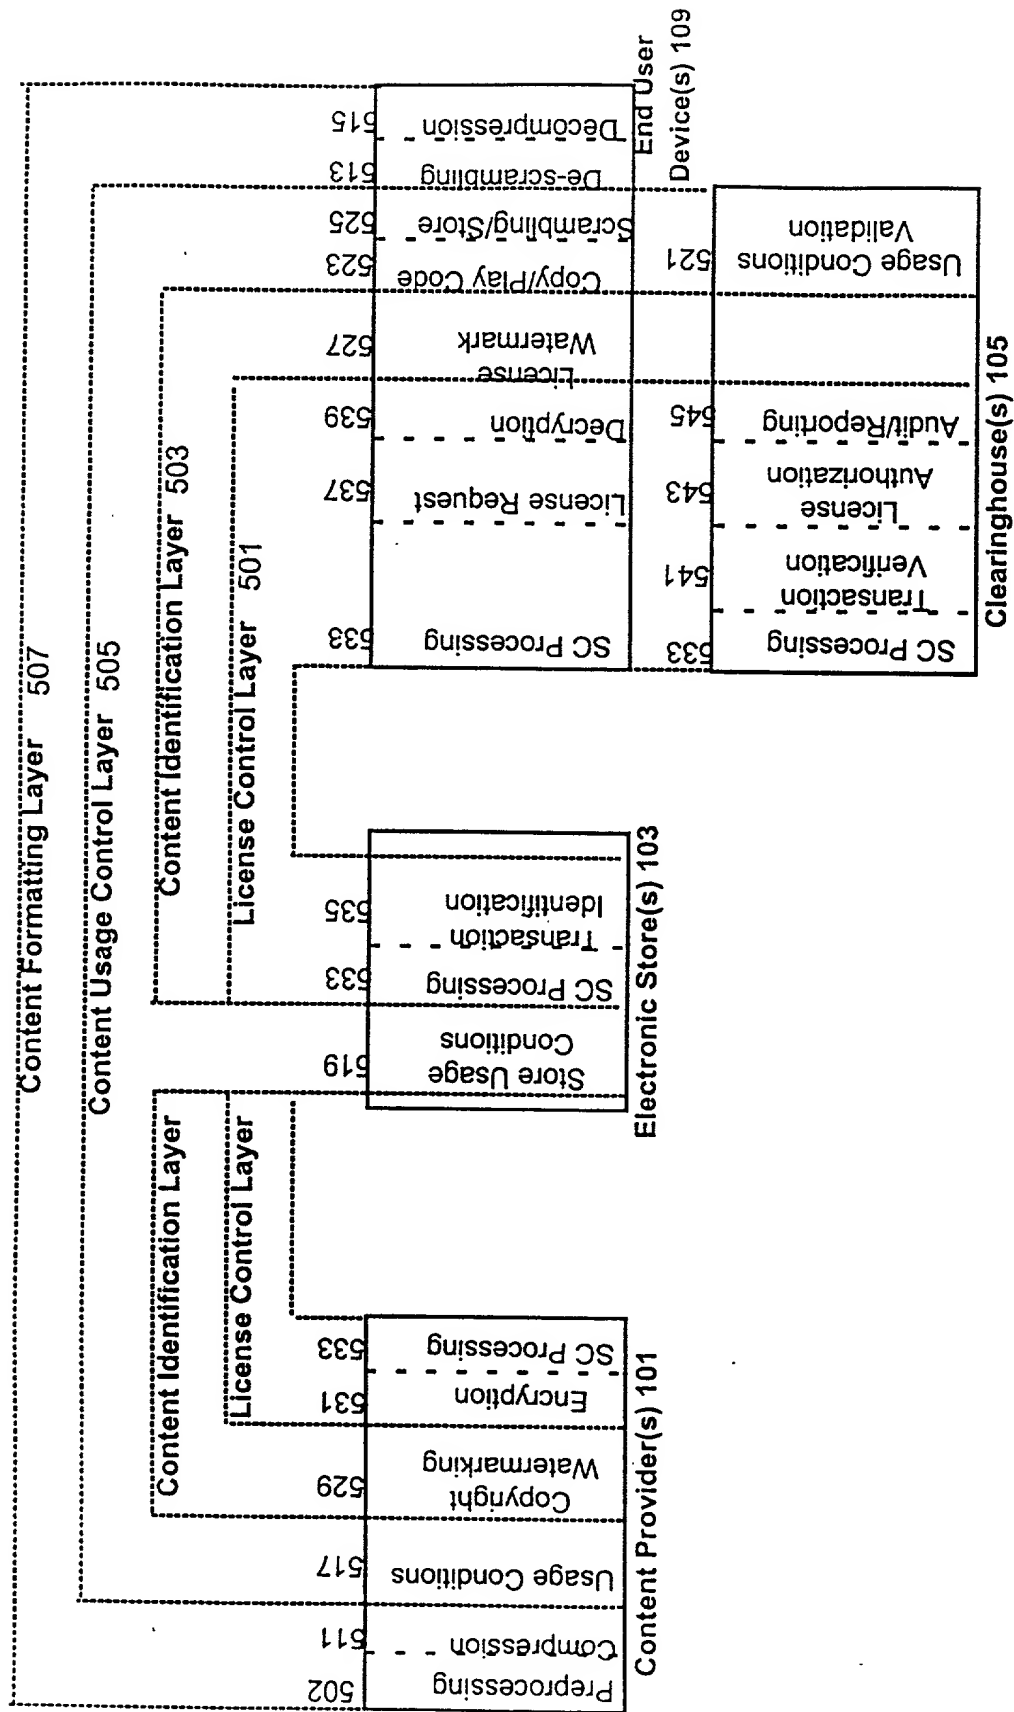 Content Formatting Layer 507
Content Usage Control Layer 505
Content Identification Layer
Content Identification Layer 503
License Control Layer
License Control Layer 501
Preprocessing 502
Compression 511
Usage Conditions 517
Copyright 529
Watermarking
Encryption 531
SC Processing 533
Content Provider(s) 101
Store Usage 519
Conditions
SC Processing 533
Transaction 535
Identification
Electronic Store(s) 103
SC Processing 533
License Request 537
Decryption 539
License
Watermark 527
Copy/Play Code 523
Scrambling/Store 525
De-scrambling 513
Decompression 515
End User
Device(s) 109
SC Processing 533
Transaction
Verification 541
License
Authorization 543
Audit/Reporting 545
Usage Conditions
Validation 521
Clearinghouse(s) 105